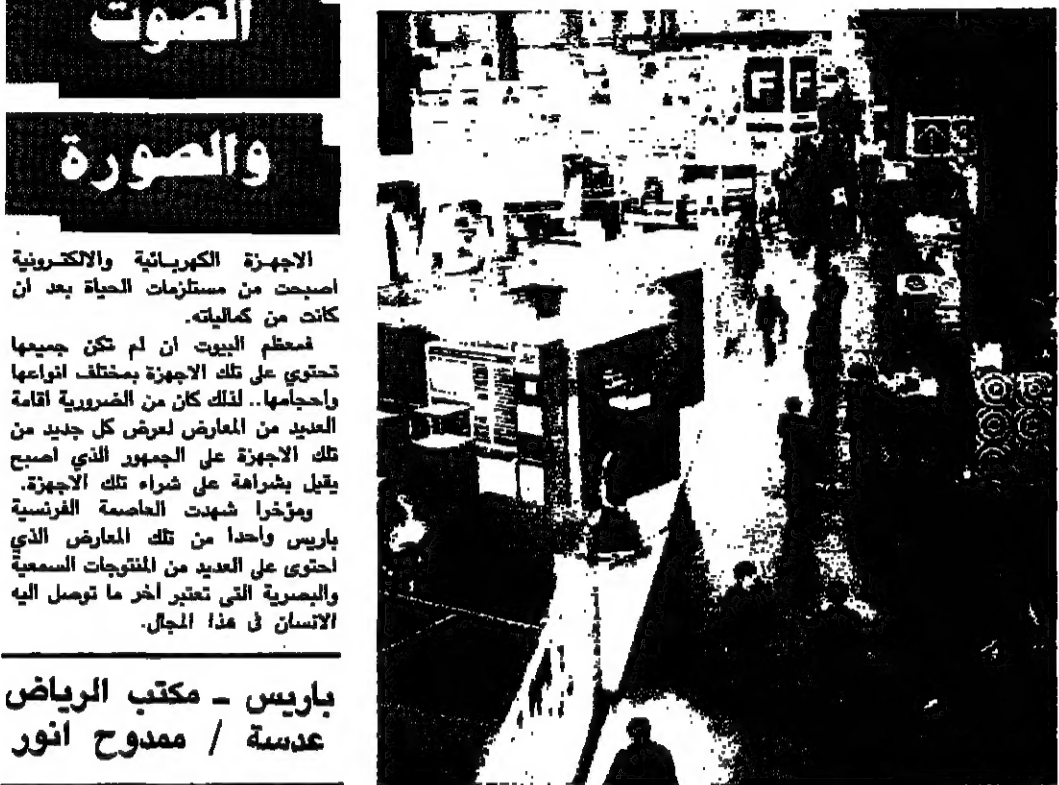 الصوت
والصورة
الاجهزة الكهربائية والالكترونية
اصبحت من مستلزمات الحياة بعد ان
كانت من كمالياته.
فمعظم البيوت ان لم تكن جميعها
تحتوي على تلك الاجهزة بمختلف انواعها
وأحجامها.. لذلك كان من الضرورية اقامة
العديد من المعارض لعرض كل جديد من
تلك الاجهزة على الجمهور الذي اصبح
يقبل بشراهة على شراء تلك الاجهزة.
ومؤخرا شهدت العاصمة الفرنسية
باريس واحدا من تلك المعارض الذي
احتوى على العديد من المنتوجات السمعية
والبصرية التي تعتبر أخر ما توصل اليه
الانسان في هذا المجال.
باريس ـ مكتب الرياض
عدسة / ممدوح انور